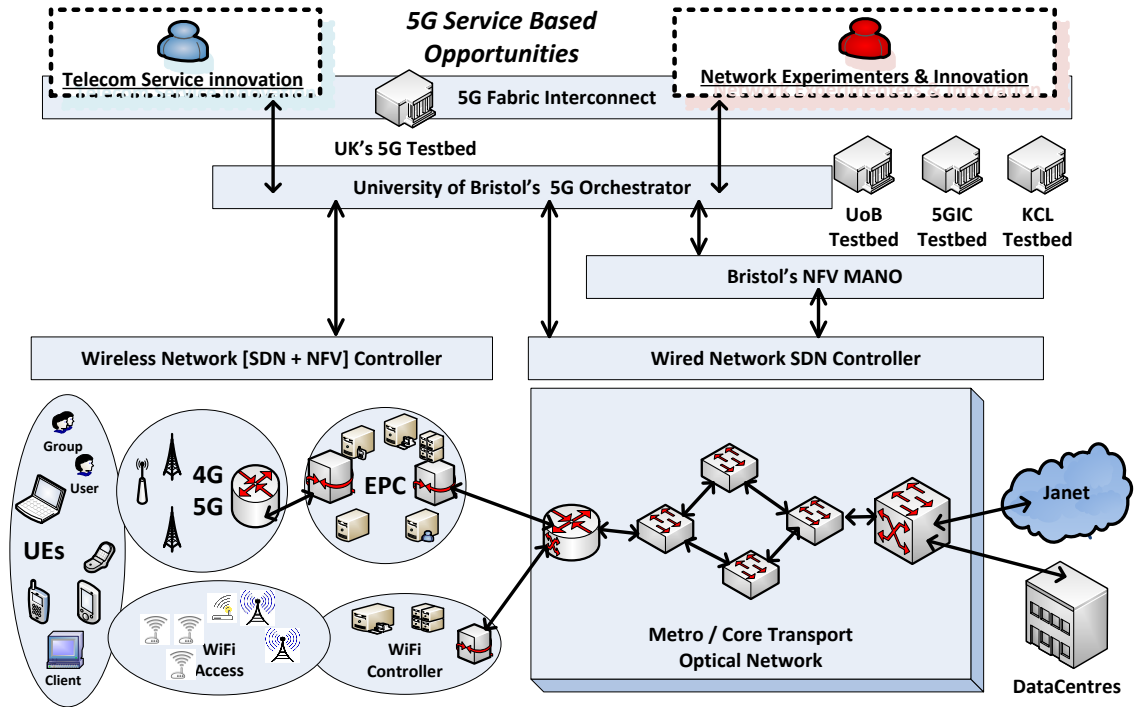 5G Service Based
Opportunities
Telecom Service innovation
Network Experimenters & Innovation
5G Fabric Interconnect
UK's 5G Testbed
University of Bristol's 5G Orchestrator
UoB
Testbed
5GIC
Testbed
KCL
Testbed
Bristol's NFV MANO
Wireless Network [SDN + NFV] Controller
Wired Network SDN Controller
Group
User
UEs
Client
4G
5G
EPC
WiFi
Access
WiFi
Controller
Metro / Core Transport
Optical Network
Janet
DataCentres